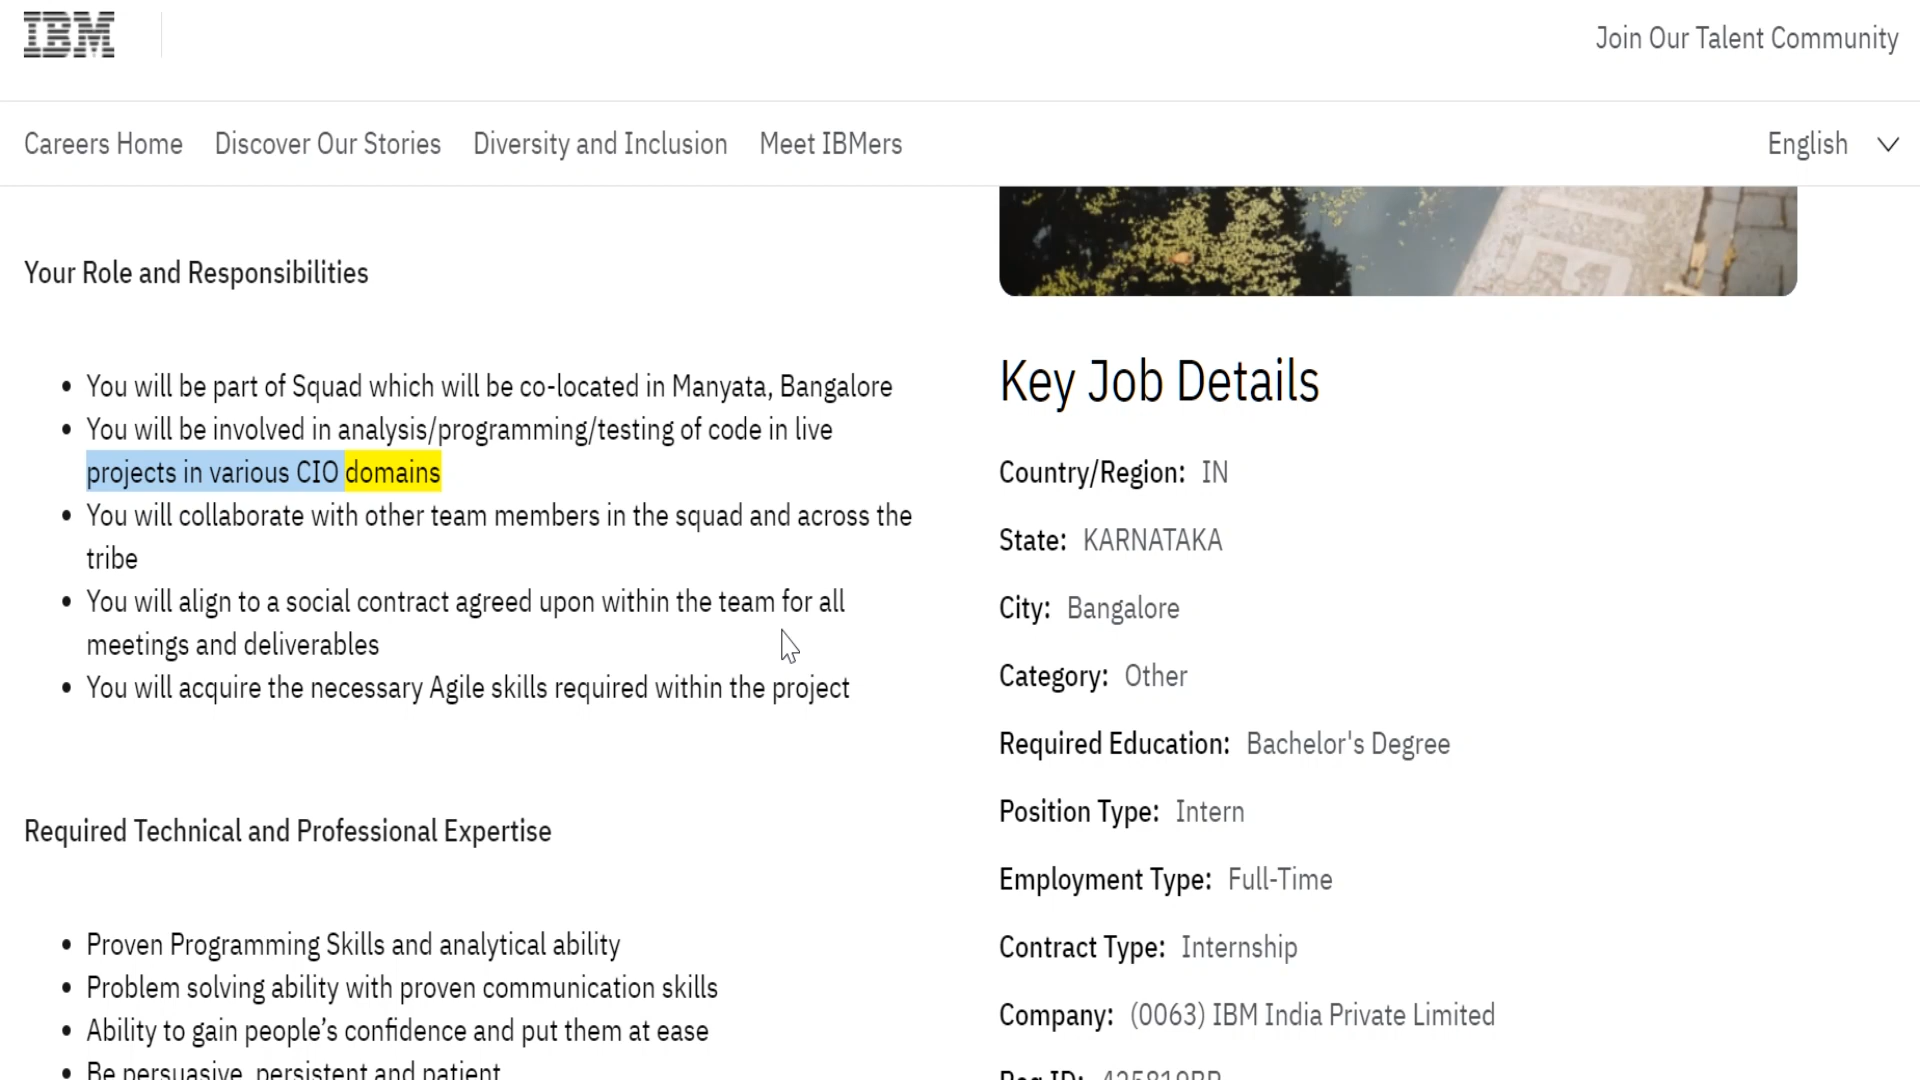 IBM
Join Our Talent Community
Careers Home Discover Our Stories Diversity and Inclusion Meet IBMers English
Your Role and Responsibilities
You will be part of Squad which will be co-located in Manyata, Bangalore
You will be involved in analysis/programming/testing of code in live
projects in various CIO domains
You will collaborate with other team members in the squad and across the
tribe
You will align to a social contract agreed upon within the team for all
meetings and deliverables
You will acquire the necessary Agile skills required within the project
Required Technical and Professional Expertise
Proven Programming Skills and analytical ability
Problem solving ability with proven communication skills
Ability to gain people’s confidence and put them at ease
Be persuasive, persistent and patient
Key Job Details
Country/Region: IN
State: KARNATAKA
City: Bangalore
Category: Other
Required Education: Bachelor's Degree
Position Type: Intern
Employment Type: Full-Time
Contract Type: Internship
Company: (0063) IBM India Private Limited
Req ID: 425819BR